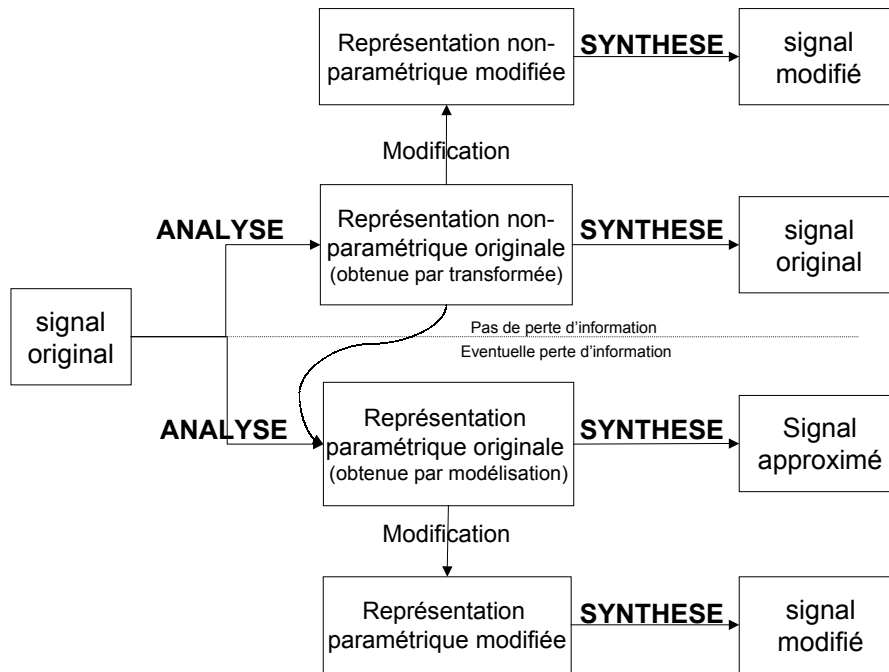 Représentation non-
paramétrique modifiée
SYNTHESE
signal
modifié
Modification
ANALYSE
Représentation non-
paramétrique originale
(obtenue par transformée)
SYNTHESE
signal
original
signal
original
Pas de perte d'information
Eventuelle perte d'information
ANALYSE
Représentation
paramétrique originale
(obtenue par modélisation)
SYNTHESE
Signal
approximé
Modification
Représentation
paramétrique modifiée
SYNTHESE
signal
modifié